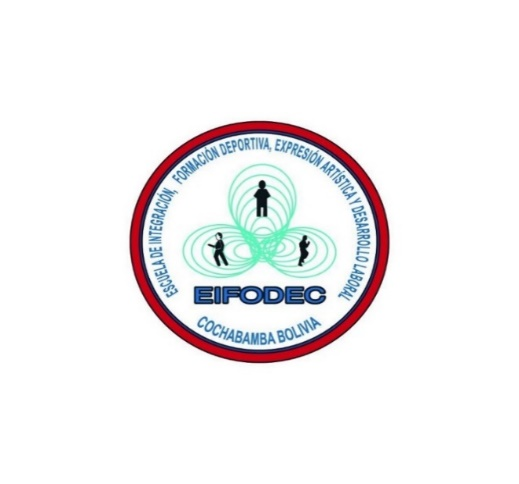 ESCUELA DE INTEGRACIÓN, FORMACIÓN DEPORTIVA, EXPRESIÓN ARTÍSTICA Y DESARROLLO LABORAL
EIFODEC
COCHABAMBA BOLIVIA